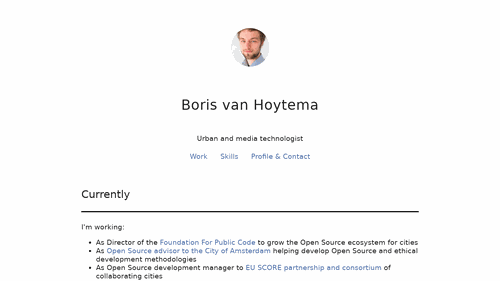 Boris van Hoytema
Urban and media technologist
Work Skills Profile & Contact
Currently
I'm working:
• As Director of the Foundation For Public Code to grow the Open Source ecosystem for cities
• As Open Source advisor to the City of Amsterdam helping develop Open Source and ethical
development methodologies
• As Open Source development manager to EU SCORE partnership and consortium of
collaborating cities